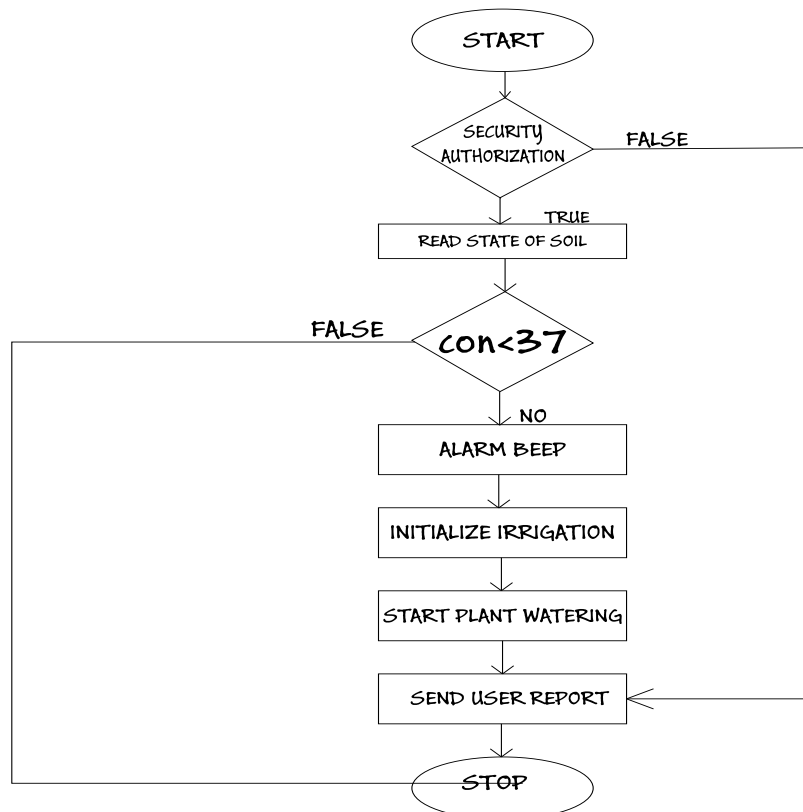 START
SECURITY
AUTHORIZATION
FALSE
TRUE
READ STATE OF SOIL
FALSE
con<37
NO
ALARM BEEP
INITIALIZE IRRIGATION
START PLANT WATERING
SEND USER REPORT
STOP